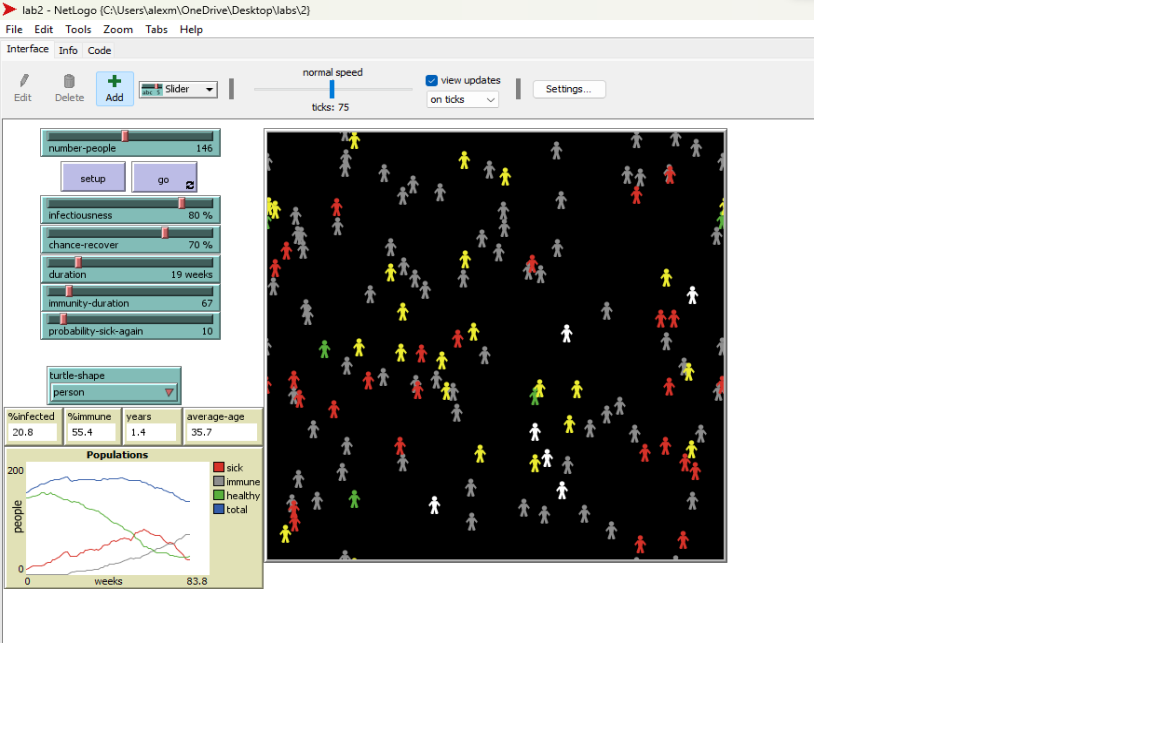 lab2 - NetLogo {C:\Users\alexm\OneDrive\Desktop\labs\2}
File Edit Tools Zoom Tabs Help
Interface Info Code
normal speed
view updates
Edit Delete Add
abc 5 Slider
on ticks
Settings...
ticks: 75
number-people 146
setup go
infectiousness 80 %
chance-recover 70 %
duration 19 weeks
immunity-duration 67
probability-sick-again 10
turtle-shape
person
%infected %immune years average-age
20.8 55.4 1.4 35.7
Populations
200
people
0
0 weeks 83.8
sick
immune
healthy
total